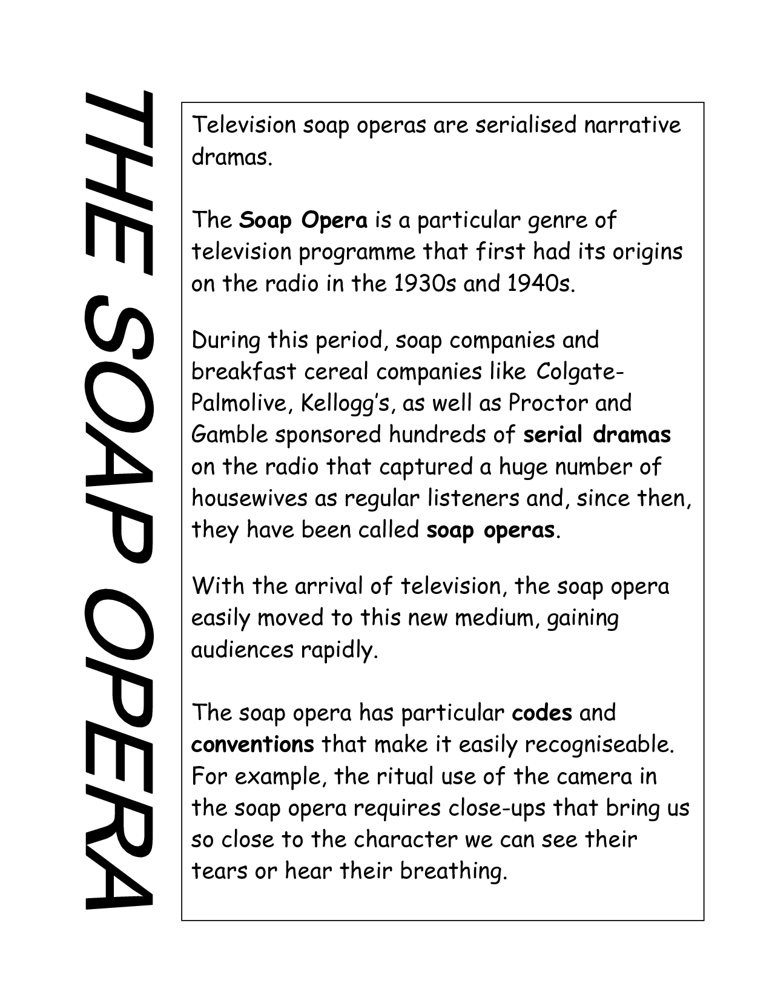 THE SOAP OPERA
Television soap operas are serialised narrative
dramas.
The Soap Opera is a particular genre of
television programme that first had its origins
on the radio in the 1930s and 1940s.
During this period, soap companies and
breakfast cereal companies like Colgate-
Palmolive, Kellogg's, as well as Proctor and
Gamble sponsored hundreds of serial dramas
on the radio that captured a huge number of
housewives as regular listeners and, since then,
they have been called soap operas.
With the arrival of television, the soap opera
easily moved to this new medium, gaining
audiences rapidly.
The soap opera has particular codes and
conventions that make it easily recogniseable.
For example, the ritual use of the camera in
the soap opera requires close-ups that bring us
so close to the character we can see their
tears or hear their breathing.